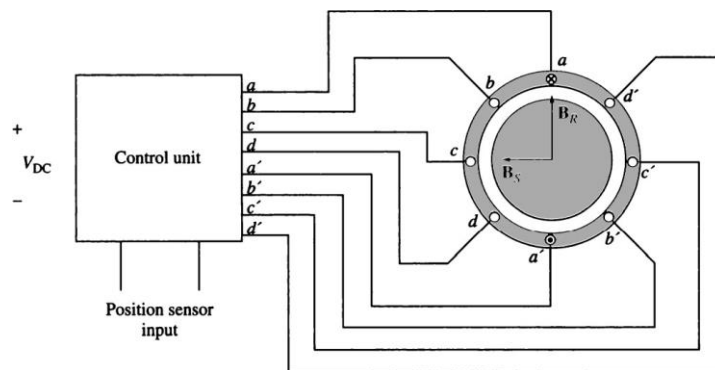 a
b
c
d
a′
b′
c′
d′
+
V_DC
−
Control unit
Position sensor
input
a
b
d′
B_R
c
B_S
c′
d
a′
b′